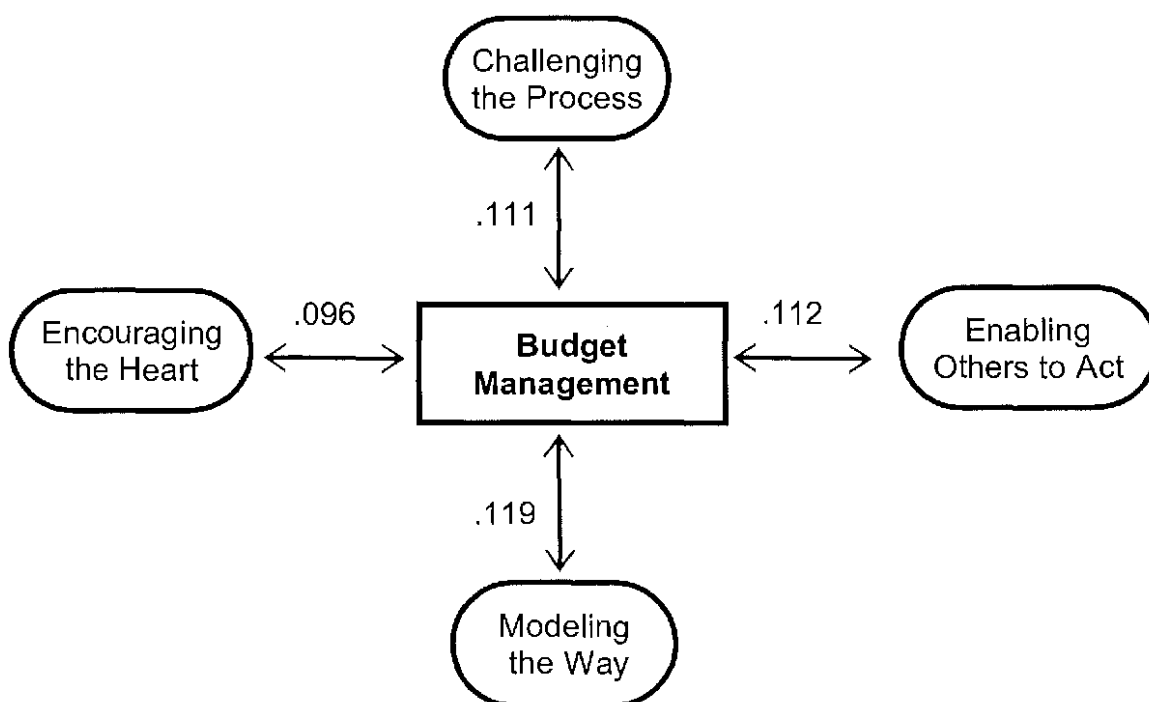 Challenging
the Process
.111
Encouraging
the Heart
.096
Budget
Management
.112
Enabling
Others to Act
.119
Modeling
the Way